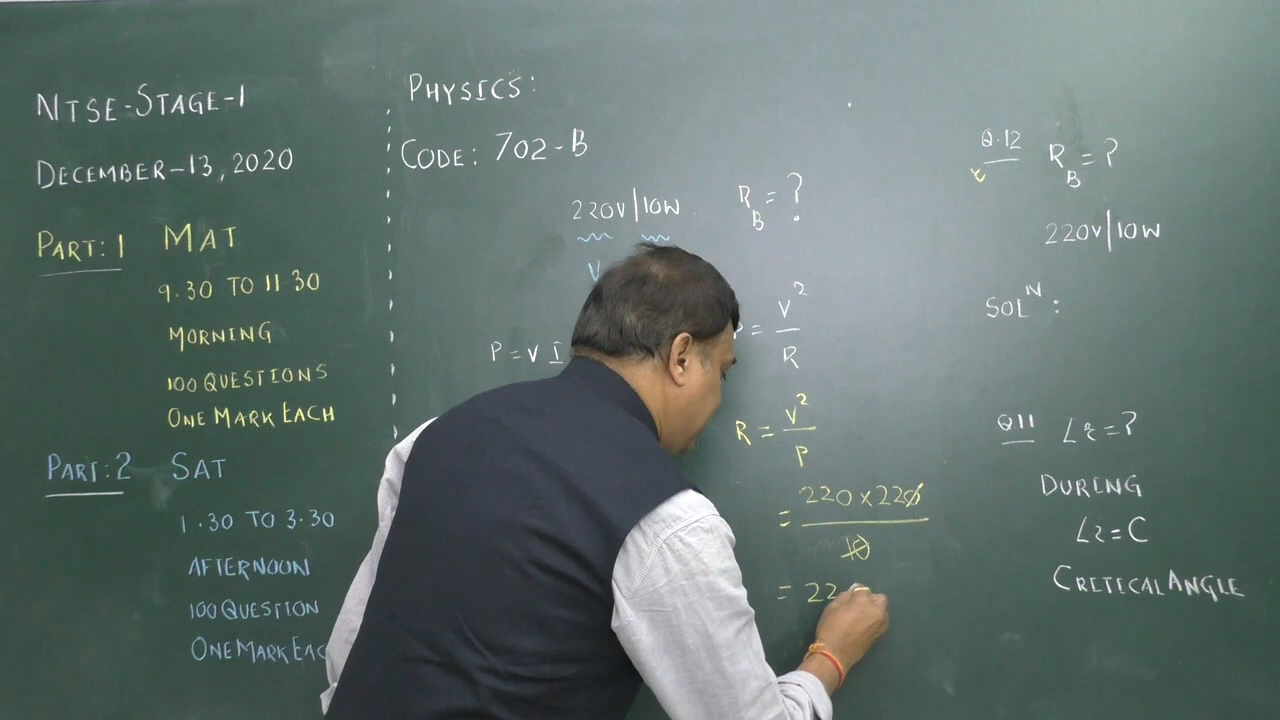 NTSE-STAGE-1
DECEMBER-13, 2020
PART:1 MAT
9.30 TO 11.30
MORNING
100 QUESTIONS
ONE MARK EACH
PART:2 SAT
1.30 TO 3.30
AFTERNOON
100 QUESTION
ONE MARK EAC
PHYSICS:
CODE: 702-B
220V|10W
V
P = V I
R_B = ?
= V²/R
R = V²/P
= 220 × 220 / 10
= 22
Q.12 R_B = ?
220V|10W
SOL^N:
Q11 ∠r = ?
DURING
∠r = C
CRITICAL ANGLE